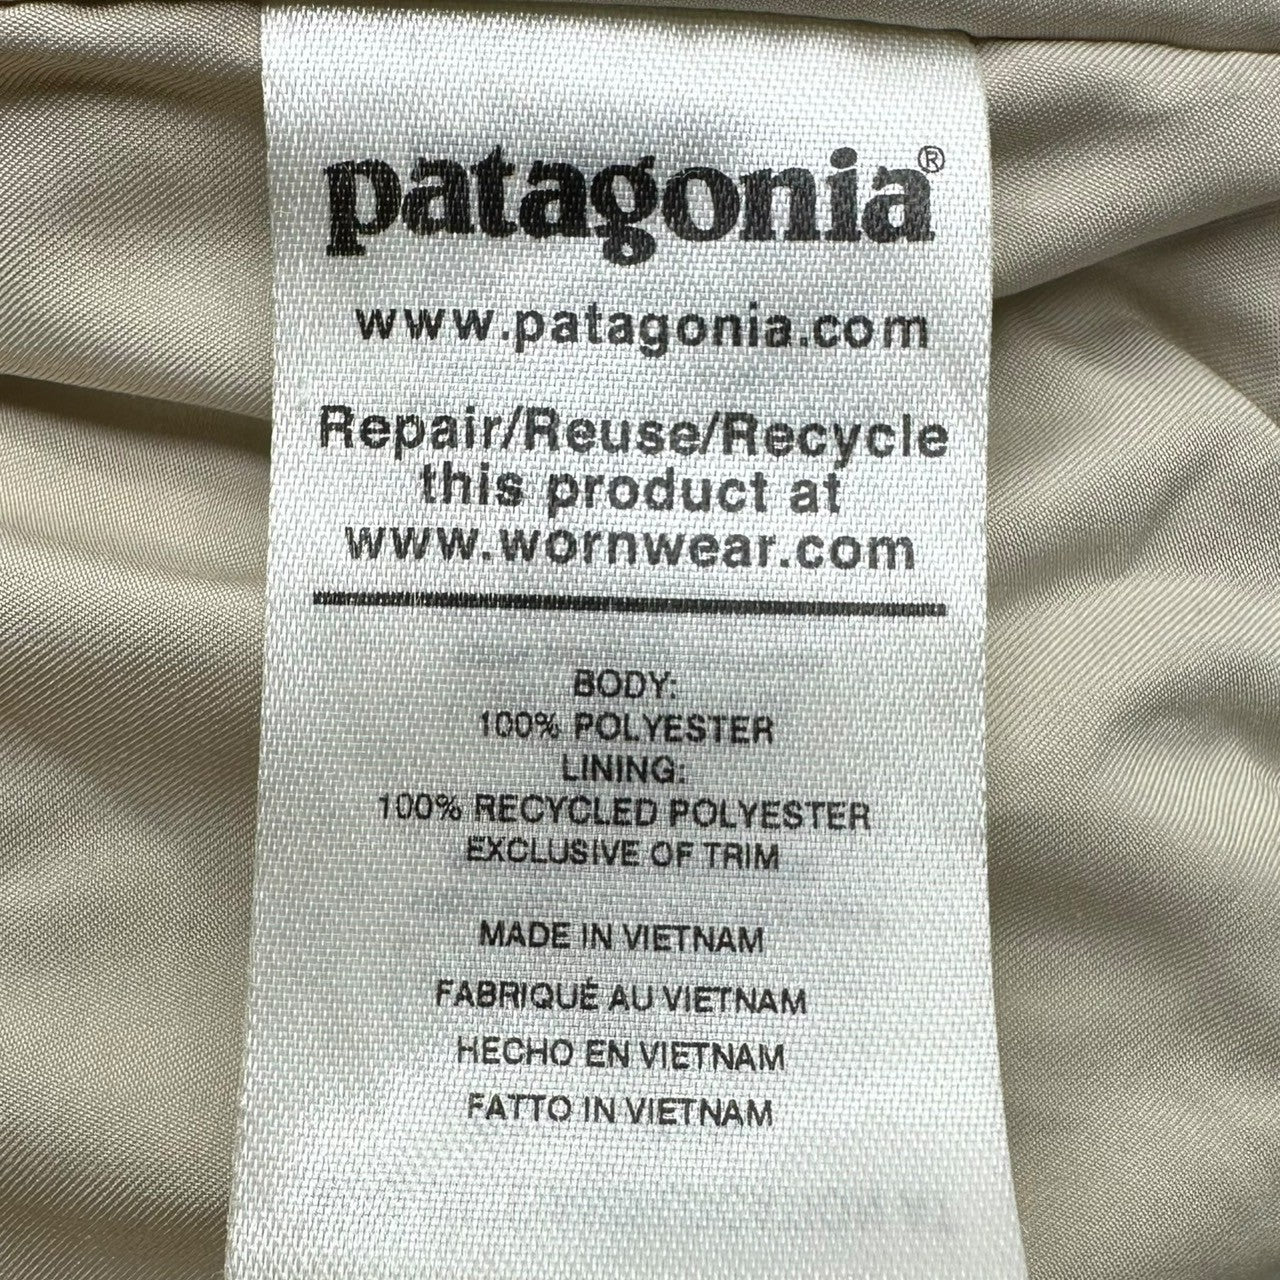 patagonia®
www.patagonia.com
Repair/Reuse/Recycle
this product at
www.wornwear.com
BODY:
100% POLYESTER
LINING:
100% RECYCLED POLYESTER
EXCLUSIVE OF TRIM
MADE IN VIETNAM
FABRIQUÉ AU VIETNAM
HECHO EN VIETNAM
FATTO IN VIETNAM